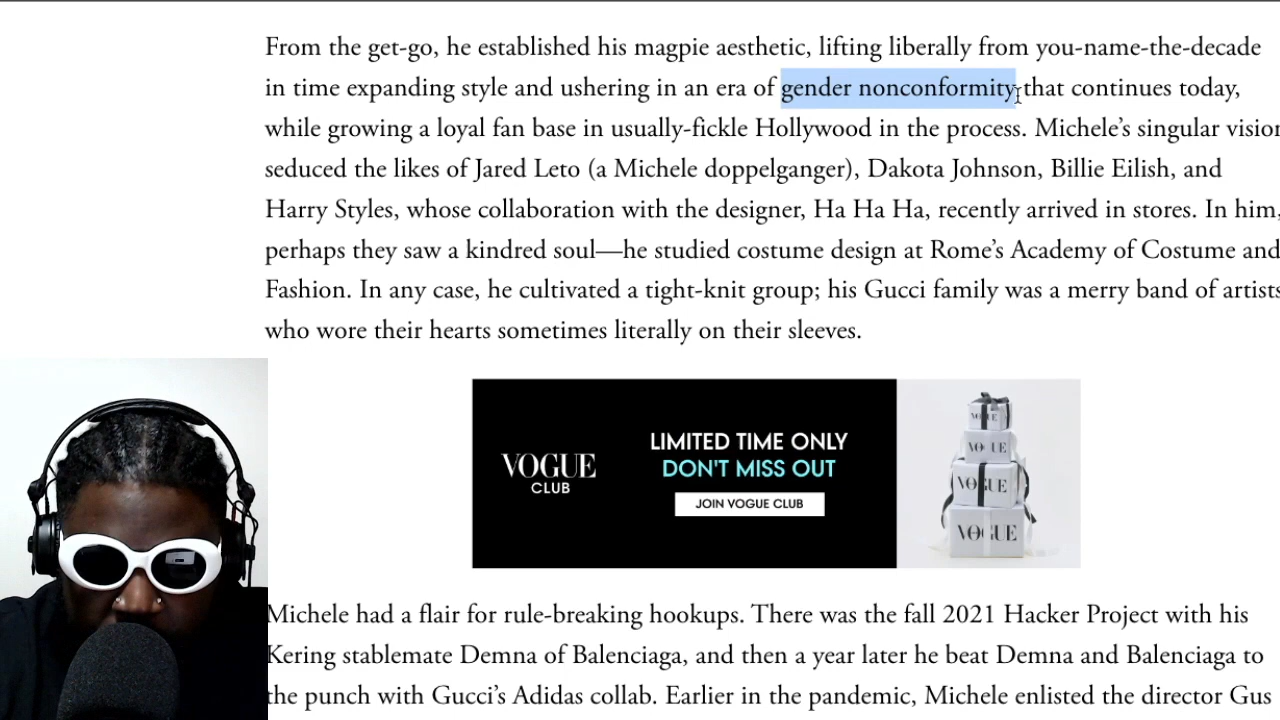 From the get-go, he established his magpie aesthetic, lifting liberally from you-name-the-decade
in time expanding style and ushering in an era of gender nonconformity that continues today,
while growing a loyal fan base in usually-fickle Hollywood in the process. Michele’s singular vision
seduced the likes of Jared Leto (a Michele doppelganger), Dakota Johnson, Billie Eilish, and
Harry Styles, whose collaboration with the designer, Ha Ha Ha, recently arrived in stores. In him,
perhaps they saw a kindred soul—he studied costume design at Rome’s Academy of Costume and
Fashion. In any case, he cultivated a tight-knit group; his Gucci family was a merry band of artists
who wore their hearts sometimes literally on their sleeves.
VOGUE
CLUB
LIMITED TIME ONLY
DON'T MISS OUT
JOIN VOGUE CLUB
VOGUE
VOGUE
VOGUE
VOGUE
Michele had a flair for rule-breaking hookups. There was the fall 2021 Hacker Project with his
Kering stablemate Demna of Balenciaga, and then a year later he beat Demna and Balenciaga to
the punch with Gucci’s Adidas collab. Earlier in the pandemic, Michele enlisted the director Gus